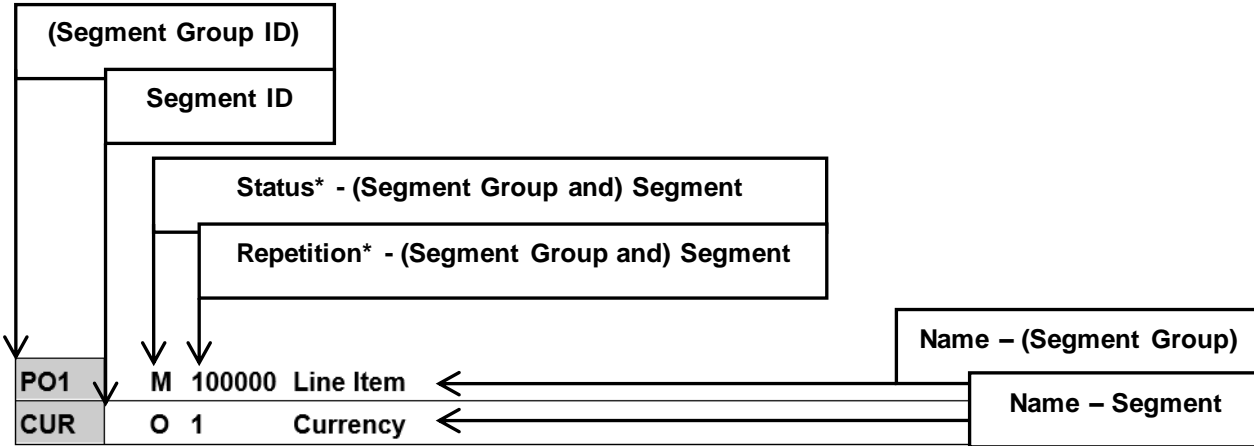 (Segment Group ID)
Segment ID
Status* - (Segment Group and) Segment
Repetition* - (Segment Group and) Segment
Name – (Segment Group)
PO1 M 100000 Line Item
Name – Segment
CUR O 1 Currency